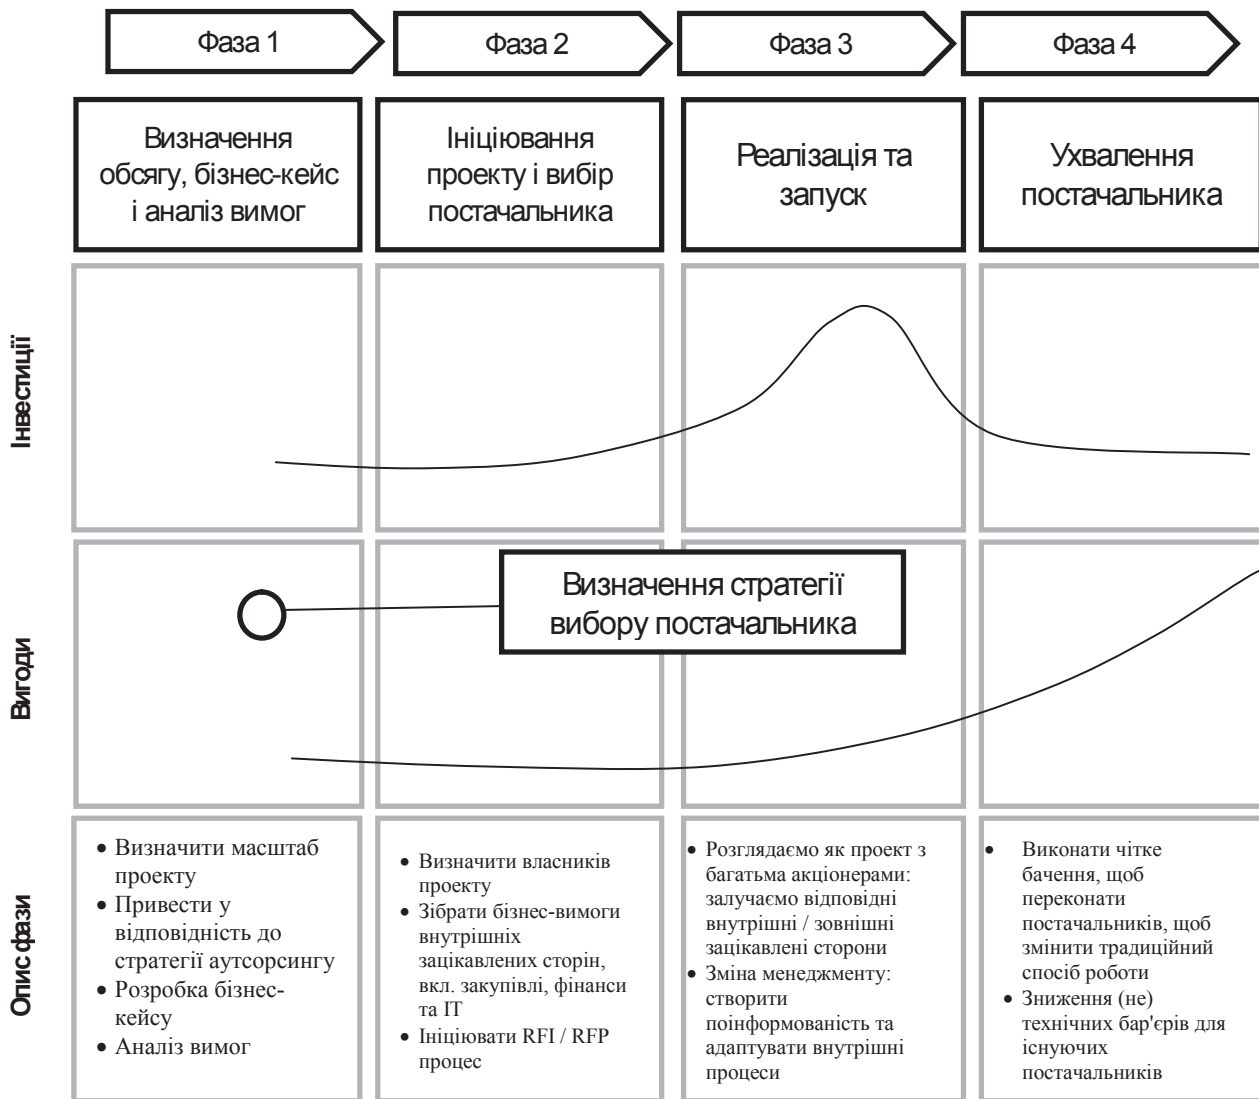 Фаза 1
Фаза 2
Фаза 3
Фаза 4
Визначення
обсягу, бізнес-кейс
і аналіз вимог
Ініціювання
проекту і вибір
постачальника
Реалізація та
запуск
Ухвалення
постачальника
Інвестиції
Вигоди
Визначення стратегії
вибору постачальника
Опис фази
• Визначити масштаб
проекту
• Привести у
відповідність до
стратегії аутсорсингу
• Розробка бізнес-
кейсу
• Аналіз вимог
• Визначити власників
проекту
• Зібрати бізнес-вимоги
внутрішніх
зацікавлених сторін,
вкл. закупівлі, фінанси
та ІТ
• Ініціювати RFI / RFP
процес
• Розглядаємо як проект з
багатьма акціонерами:
залучаємо відповідні
внутрішні / зовнішні
зацікавлені сторони
• Зміна менеджменту:
створити
поінформованість та
адаптувати внутрішні
процеси
• Виконати чітке
бачення, щоб
переконати
постачальників, щоб
змінити традиційний
спосіб роботи
• Зниження (не)
технічних бар'єрів для
існуючих
постачальників